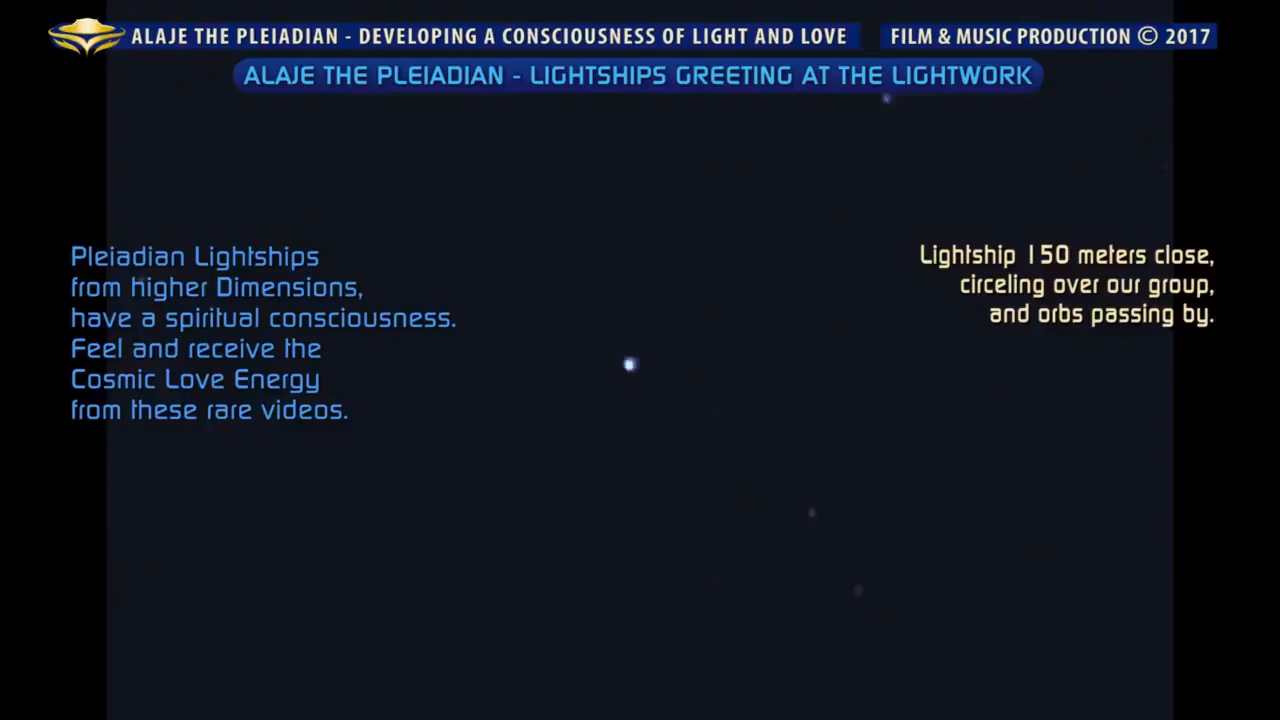 ALAJE THE PLEIADIAN - DEVELOPING A CONSCIOUSNESS OF LIGHT AND LOVE
FILM & MUSIC PRODUCTION © 2017
ALAJE THE PLEIADIAN - LIGHTSHIPS GREETING AT THE LIGHTWORK
Pleiadian Lightships
from higher Dimensions,
have a spiritual consciousness.
Feel and receive the
Cosmic Love Energy
from these rare videos.
Lightship 150 meters close,
circeling over our group,
and orbs passing by.